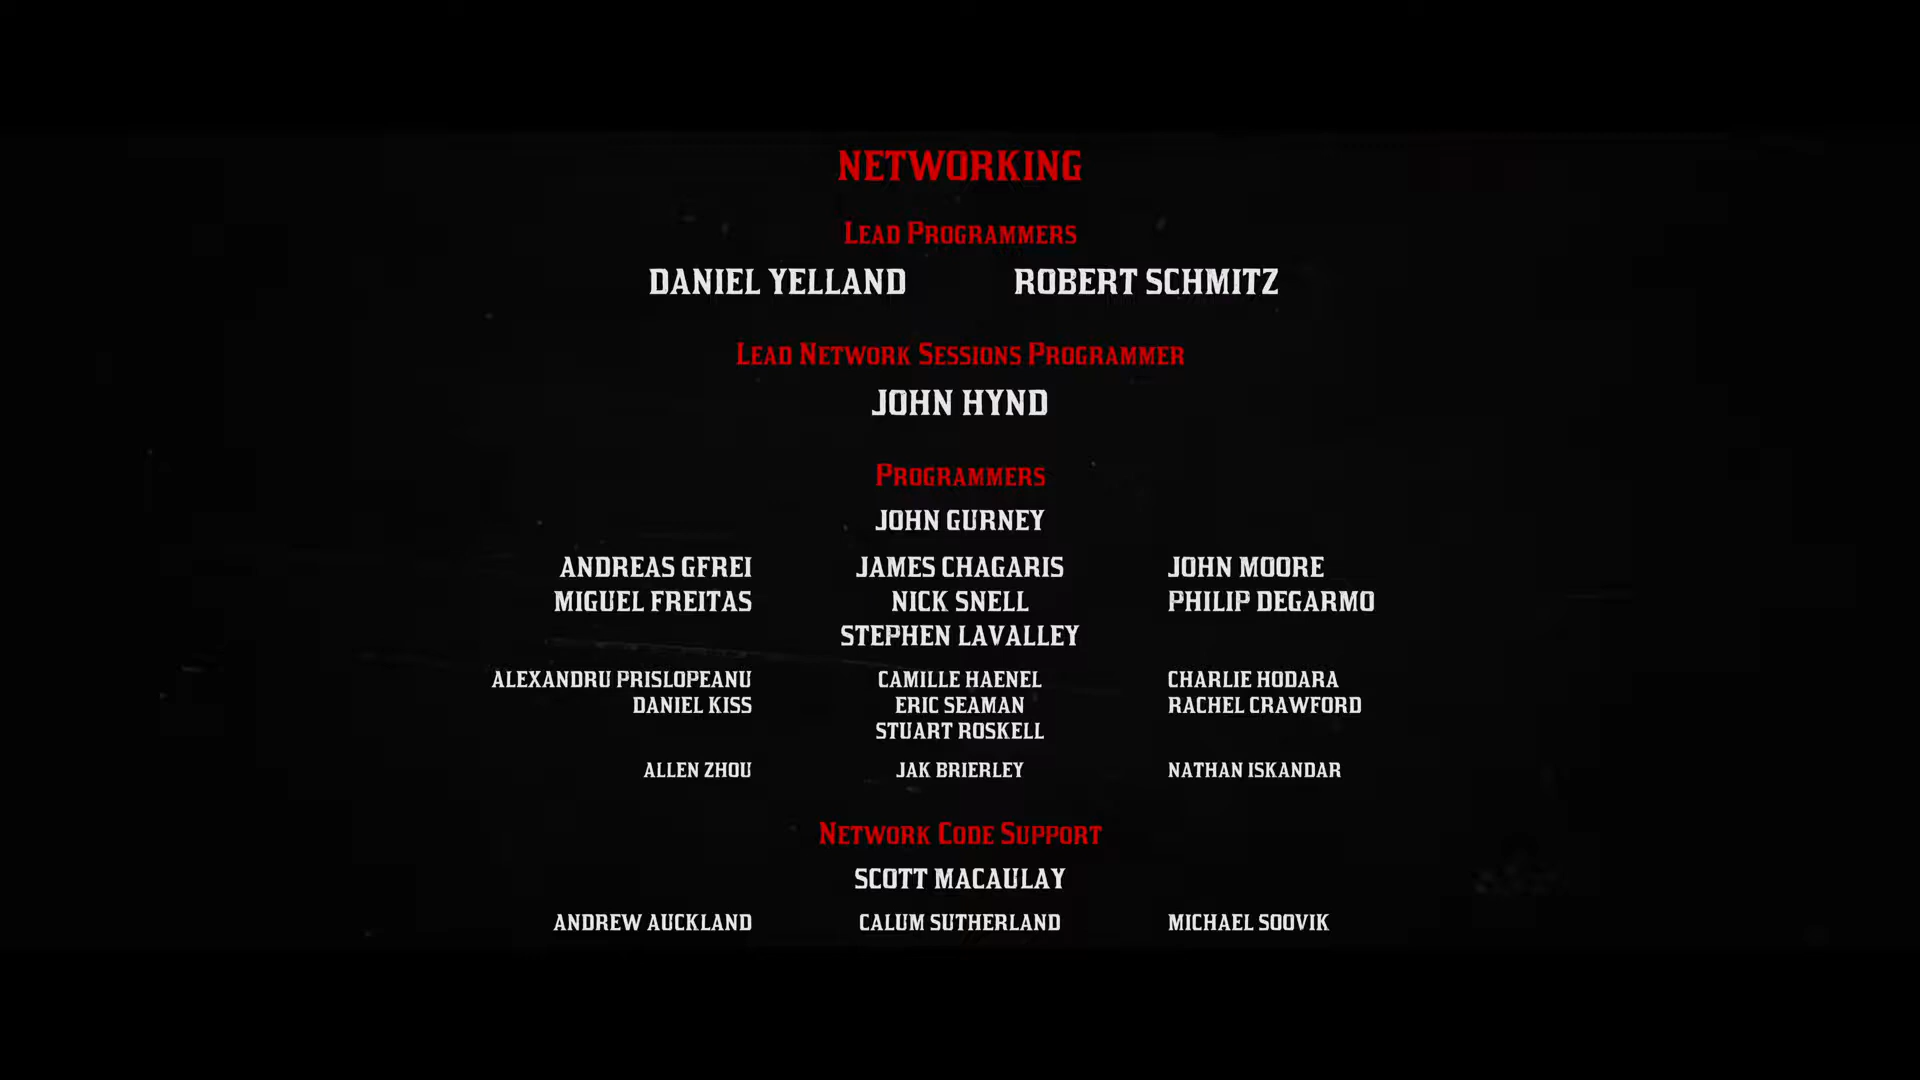 NETWORKING
LEAD PROGRAMMERS
DANIEL YELLAND ROBERT SCHMITZ
LEAD NETWORK SESSIONS PROGRAMMER
JOHN HYND
PROGRAMMERS
JOHN GURNEY
ANDREAS GFREI JAMES CHAGARIS JOHN MOORE
MIGUEL FREITAS NICK SNELL PHILIP DEGARMO
STEPHEN LAVALLEY
ALEXANDRU PRISLOPEANU CAMILLE HAENEL CHARLIE HODARA
DANIEL KISS ERIC SEAMAN RACHEL CRAWFORD
STUART ROSKELL
ALLEN ZHOU JAK BRIERLEY NATHAN ISKANDAR
NETWORK CODE SUPPORT
SCOTT MACAULAY
ANDREW AUCKLAND CALUM SUTHERLAND MICHAEL SOOVIK